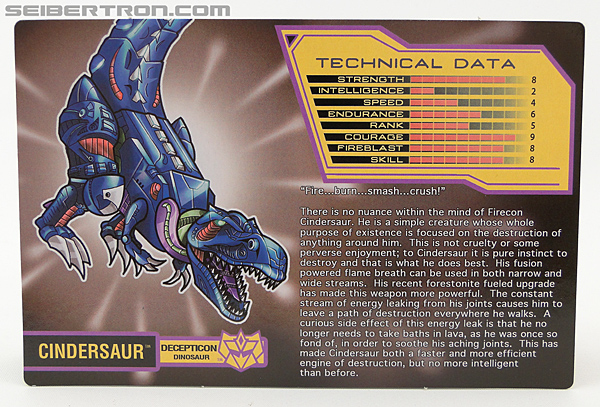 SEIBERTRON.COM
TECHNICAL DATA
STRENGTH 8
INTELLIGENCE 2
SPEED 4
ENDURANCE 6
RANK 5
COURAGE 9
FIREBLAST 8
SKILL 8
"Fire...burn...smash...crush!"
There is no nuance within the mind of Firecon
Cindersaur. He is a simple creature whose whole
purpose of existence is focused on the destruction of
anything around him. This is not cruelty or some
perverse enjoyment; to Cindersaur it is pure instinct to
destroy and that is what he does best. His fusion
powered flame breath can be used in both narrow and
wide streams. His recent forestonite fueled upgrade
has made this weapon more powerful. The constant
stream of energy leaking from his joints causes him to
leave a path of destruction everywhere he walks. A
curious side effect of this energy leak is that he no
longer needs to take baths in lava, as he was once so
fond of, in order to soothe his aching joints. This has
made Cindersaur both a faster and more efficient
engine of destruction, but no more intelligent
than before.
CINDERSAUR™
DECEPTICON
DINOSAUR